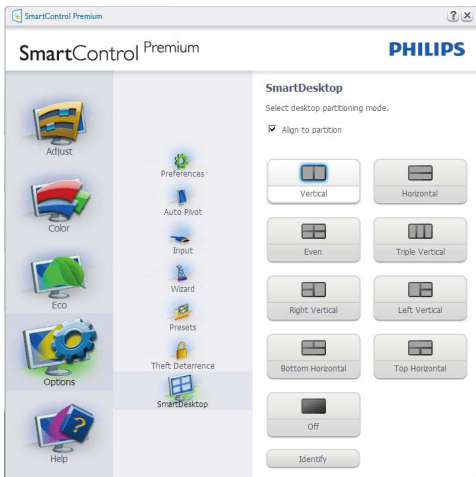 SmartControl Premium
SmartControl Premium
PHILIPS
Adjust
Color
Eco
Options
Help
Preferences
Auto Pivot
Input
Wizard
Presets
Theft Deterrence
SmartDesktop
SmartDesktop
Select desktop partitioning mode.
Align to partition
Vertical
Horizontal
Even
Triple Vertical
Right Vertical
Left Vertical
Bottom Horizontal
Top Horizontal
Off
Identify